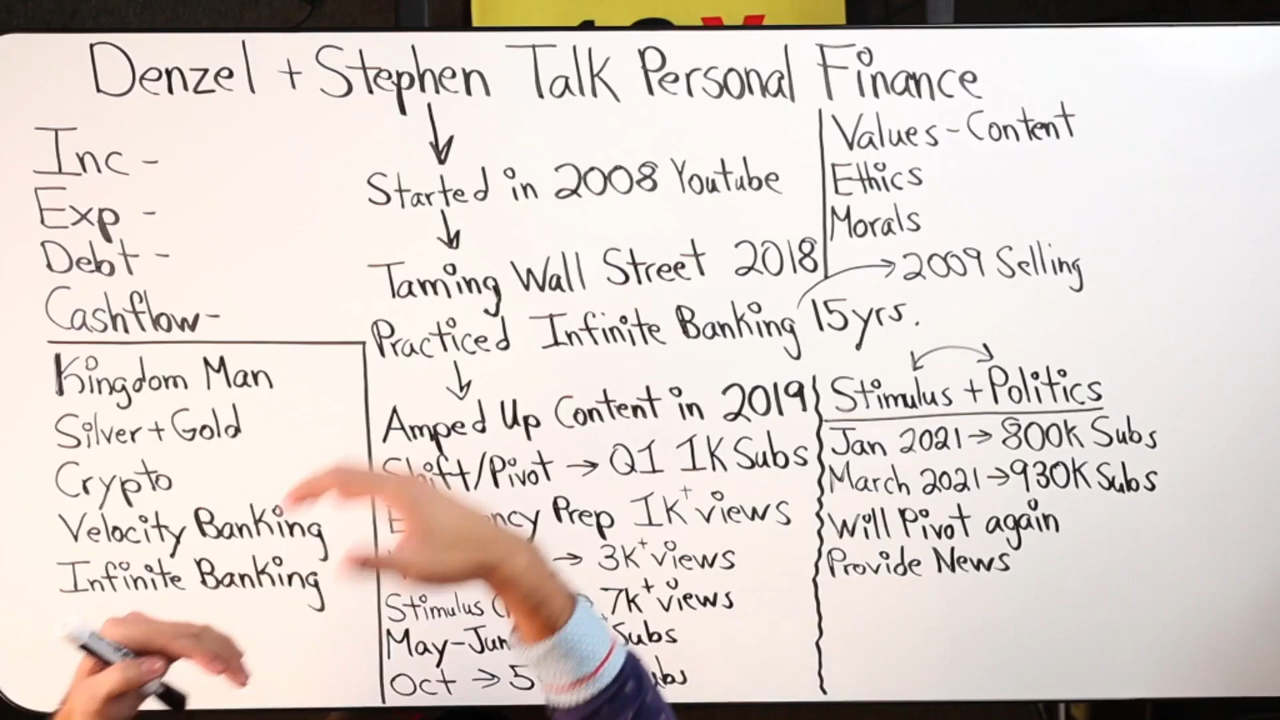 Denzel + Stephen Talk Personal Finance
Inc -
Exp -
Debt -
Cashflow -
Kingdom Man
Silver + Gold
Crypto
Velocity Banking
Infinite Banking
Started in 2008 Youtube
Taming Wall Street 2018
Practiced Infinite Banking 15yrs.
Amped Up Content in 2019
Shift/Pivot → Q1 1K Subs
Prep 1K+ views
→ 3K+ views
Stimulus 7K+ views
May-Jun Subs
Oct → 5
Values - Content
Ethics
Morals
→ 2009 Selling
Stimulus + Politics
Jan 2021 → 800K Subs
March 2021 → 930K Subs
Will Pivot again
Provide News